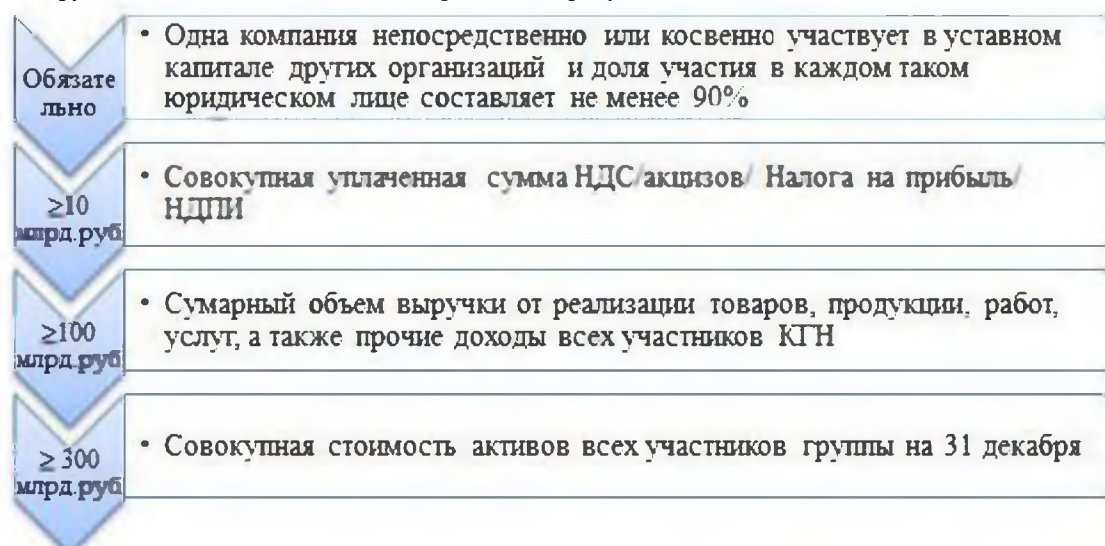 Обязате
льно
• Одна компания непосредственно или косвенно участвует в уставном
капитале других организаций и доля участия в каждом таком
юридическом лице составляет не менее 90%
≥10
млрд.руб
• Совокупная уплаченная сумма НДС/акцизов/ Налога на прибыль/
НДПИ
≥100
млрд.руб
• Сумарный объем выручки от реализации товаров, продукции, работ,
услуг, а также прочие доходы всех участников КГН
≥ 300
млрд.руб
• Совокупная стоимость активов всех участников группы на 31 декабря